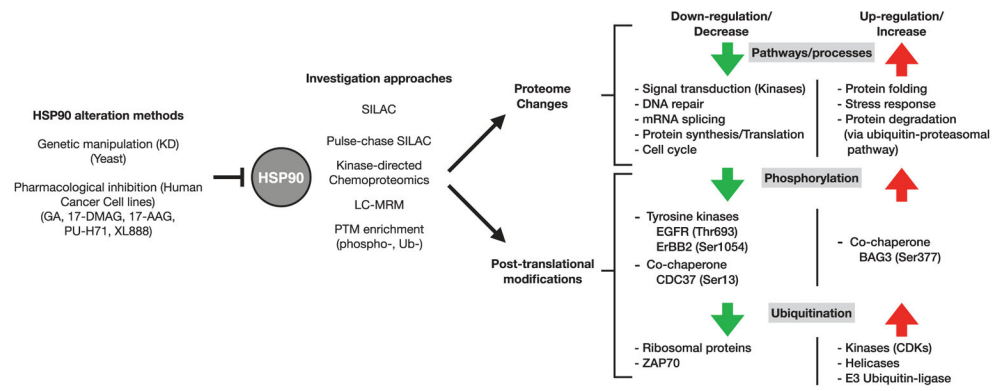 HSP90 alteration methods
Genetic manipulation (KD)
(Yeast)
Pharmacological inhibition (Human
Cancer Cell lines)
(GA, 17-DMAG, 17-AAG,
PU-H71, XL888)
HSP90
Investigation approaches
SILAC
Pulse-chase SILAC
Kinase-directed
Chemoproteomics
LC-MRM
PTM enrichment
(phospho-, Ub-)
Proteome
Changes
Post-translational
modifications
Down-regulation/
Decrease
Up-regulation/
Increase
Pathways/processes
- Signal transduction (Kinases)
- DNA repair
- mRNA splicing
- Protein synthesis/Translation
- Cell cycle
- Protein folding
- Stress response
- Protein degradation
(via ubiquitin-proteasomal
pathway)
Phosphorylation
- Tyrosine kinases
EGFR (Thr693)
ErBB2 (Ser1054)
- Co-chaperone
CDC37 (Ser13)
- Co-chaperone
BAG3 (Ser377)
Ubiquitination
- Ribosomal proteins
- ZAP70
- Kinases (CDKs)
- Helicases
- E3 Ubiquitin-ligase